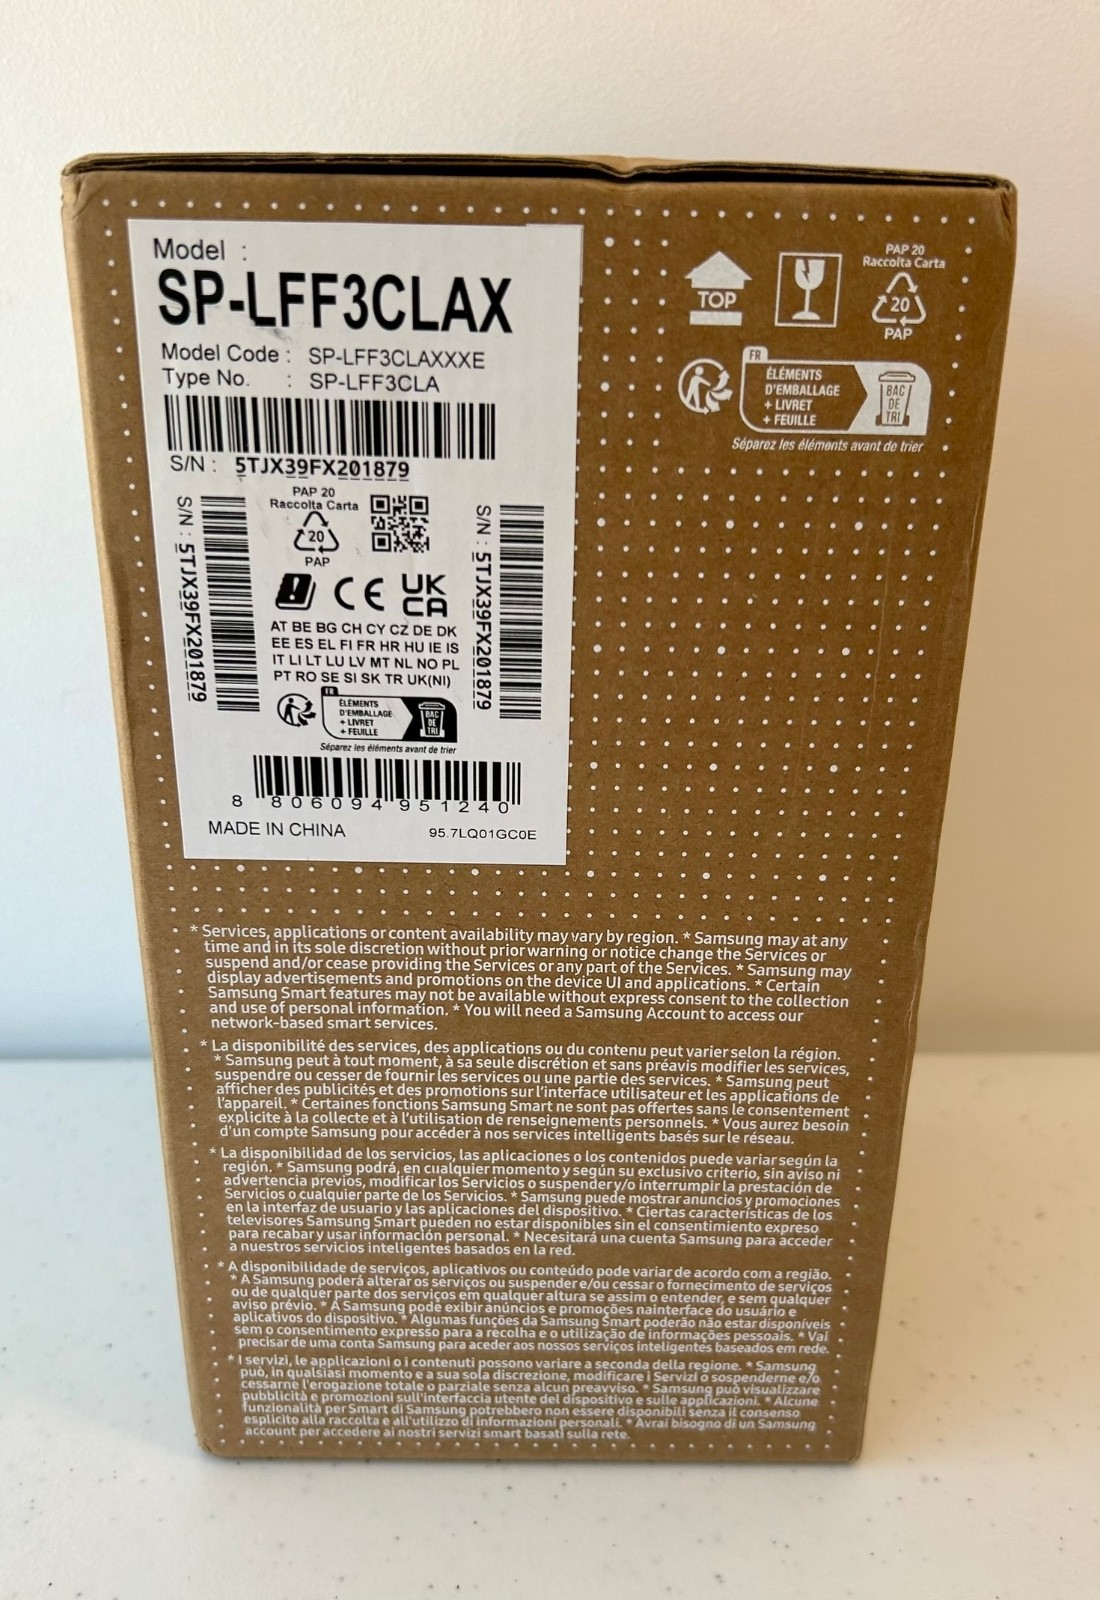 Model :
SP-LFF3CLAX
Model Code : SP-LFF3CLAXXXE
Type No. : SP-LFF3CLA
S/N : 5TJX39FX201879
S/N : 5TJX39FX201879
PAP 20
Raccolta Carta
20
PAP
CE UK CA
AT BE BG CH CY CZ DE DK
EE ES EL FI FR HR HU IE IS
IT LI LT LU LV MT NL NO PL
PT RO SE SI SK TR UK(NI)
FR
ÉLÉMENTS
D'EMBALLAGE
+ LIVRET
+ FEUILLE
BAC
DE
TRI
Séparez les éléments avant de trier
S/N : 5TJX39FX201879
8 806094 951240
MADE IN CHINA 95.7LQ01GC0E
TOP
PAP 20
Raccolta Carta
20
PAP
FR
ÉLÉMENTS
D'EMBALLAGE
+ LIVRET
+ FEUILLE
BAC
DE
TRI
Séparez les éléments avant de trier
* Services, applications or content availability may vary by region. * Samsung may at any
time and in its sole discretion without prior warning or notice change the Services or
suspend and/or cease providing the Services or any part of the Services. * Samsung may
display advertisements and promotions on the device UI and applications. * Certain
Samsung Smart features may not be available without express consent to the collection
and use of personal information. * You will need a Samsung Account to access our
network-based smart services.
* La disponibilité des services, des applications ou du contenu peut varier selon la région.
* Samsung peut à tout moment, à sa seule discrétion et sans préavis modifier les services,
suspendre ou cesser de fournir les services ou une partie des services. * Samsung peut
afficher des publicités et des promotions sur l'interface utilisateur et les applications de
l'appareil. * Certaines fonctions Samsung Smart ne sont pas offertes sans le consentement
explicite à la collecte et à l'utilisation de renseignements personnels. * Vous aurez besoin
d'un compte Samsung pour accéder à nos services intelligents basés sur le réseau.
* La disponibilidad de los servicios, las aplicaciones o los contenidos puede variar según la
región. * Samsung podrá, en cualquier momento y según su exclusivo criterio, sin aviso ni
advertencia previos, modificar los Servicios o suspender y/o interrumpir la prestación de
Servicios o cualquier parte de los Servicios. * Samsung puede mostrar anuncios y promociones
en la interfaz de usuario y las aplicaciones del dispositivo. * Ciertas características de los
televisores Samsung Smart pueden no estar disponibles sin el consentimiento expreso
para recabar y usar información personal. * Necesitará una cuenta Samsung para acceder
a nuestros servicios inteligentes basados en la red.
* A disponibilidade de serviços, aplicativos ou conteúdo pode variar de acordo com a região.
* A Samsung poderá alterar os serviços ou suspender e/ou cessar o fornecimento de serviços
ou de qualquer parte dos serviços em qualquer altura se assim o entender, e sem qualquer
aviso prévio. * A Samsung pode exibir anúncios e promoções na interface do usuário e
aplicativos do dispositivo. * Algumas funções da Samsung Smart poderão não estar disponíveis
sem o consentimento expresso para a recolha e o utilização de informações pessoais. * Vai
precisar de uma conta Samsung para aceder aos nossos serviços inteligentes baseados em rede.
* I servizi, le applicazioni o i contenuti possono variare a seconda della regione. * Samsung
può, in qualsiasi momento e a sua sola discrezione, modificare i Servizi o sospenderne e/o
cessarne l'erogazione totale o parziale senza alcun preavviso. * Samsung può visualizzare
pubblicità e promozioni sull'interfaccia utente del dispositivo e sulle applicazioni. * Alcune
funzionalità per Smart di Samsung potrebbero non essere disponibili senza il consenso
esplicito alla raccolta e all'utilizzo di informazioni personali. * Avrai bisogno di un Samsung
account per accedere ai nostri servizi smart basati sulla rete.